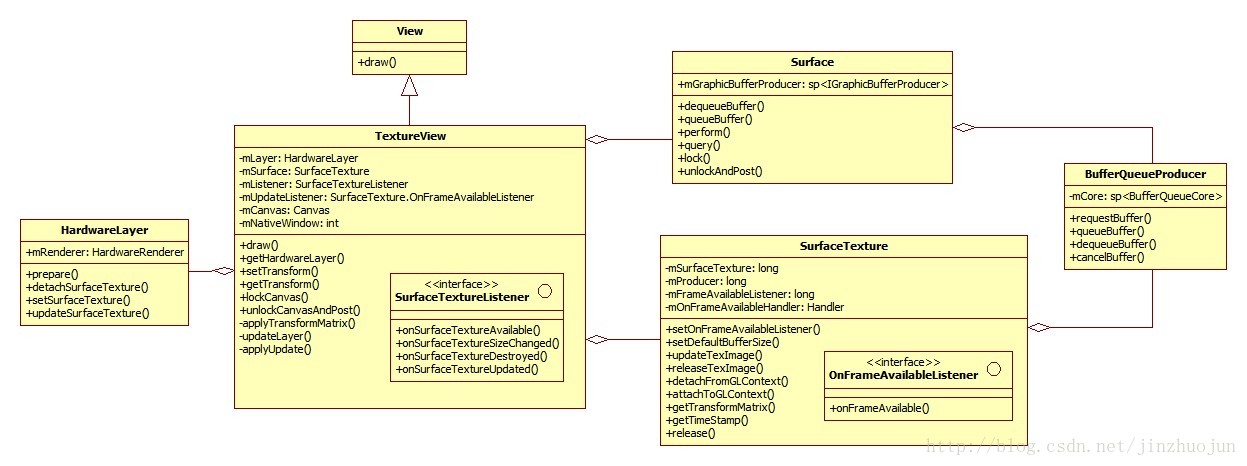 View
+draw()
TextureView
-mLayer: HardwareLayer
-mSurface: SurfaceTexture
-mListener: SurfaceTextureListener
-mUpdateListener: SurfaceTexture.OnFrameAvailableListener
-mCanvas: Canvas
-mNativeWindow: int
+draw()
+getHardwareLayer()
+setTransform()
+getTransform()
+lockCanvas()
+unlockCanvasAndPost()
-applyTransformMatrix()
-updateLayer()
-applyUpdate()
<<interface>>
SurfaceTextureListener
+onSurfaceTextureAvailable()
+onSurfaceTextureSizeChanged()
+onSurfaceTextureDestroyed()
+onSurfaceTextureUpdated()
HardwareLayer
+mRenderer: HardwareRenderer
+prepare()
+detachSurfaceTexture()
+setSurfaceTexture()
+updateSurfaceTexture()
Surface
+mGraphicBufferProducer: sp<IGraphicBufferProducer>
+dequeueBuffer()
+queueBuffer()
+perform()
+query()
+lock()
+unlockAndPost()
BufferQueueProducer
-mCore: sp<BufferQueueCore>
+requestBuffer()
+queueBuffer()
+dequeueBuffer()
+cancelBuffer()
SurfaceTexture
-mSurfaceTexture: long
-mProducer: long
-mFrameAvailableListener: long
-mOnFrameAvailableHandler: Handler
+setOnFrameAvailableListener()
+setDefaultBufferSize()
+updateTexImage()
+releaseTexImage()
+detachFromGLContext()
+attachToGLContext()
+getTransformMatrix()
+getTimeStamp()
+release()
<<interface>>
OnFrameAvailableListener
+onFrameAvailable()
http://blog.csdn.net/jinzhuojun